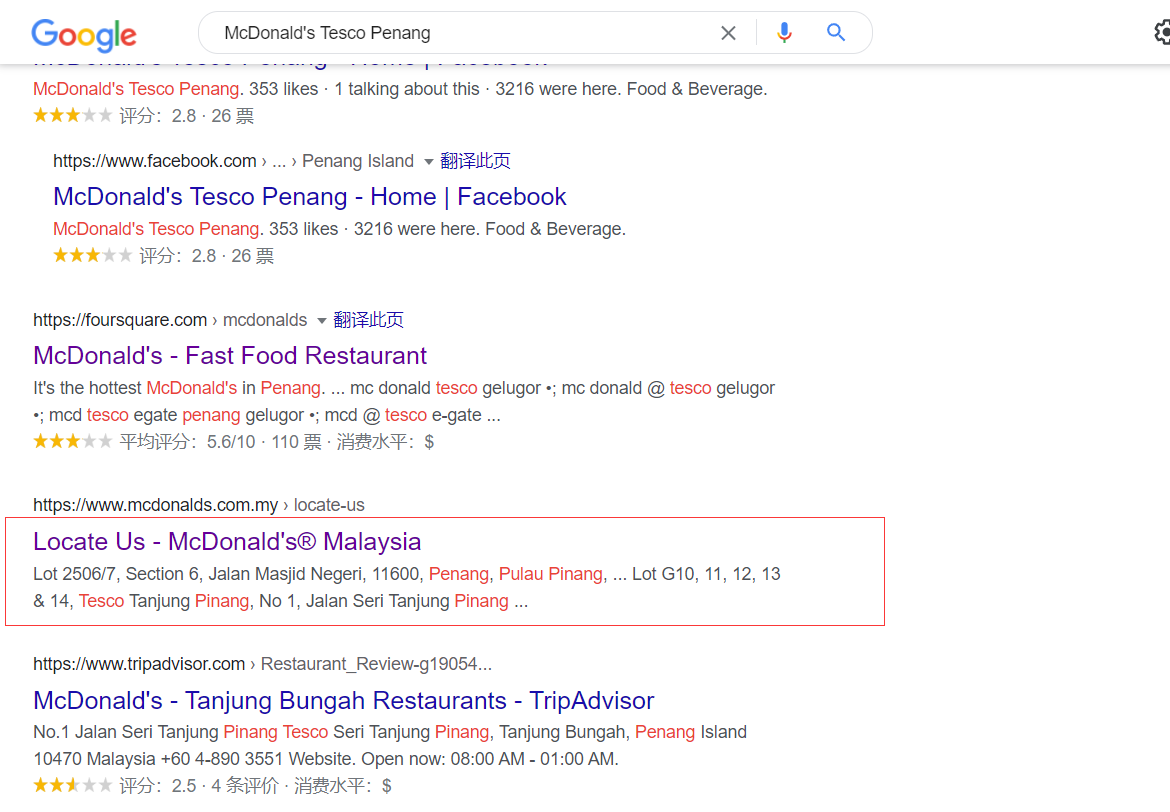 Google
McDonald's Tesco Penang
McDonald's Tesco Penang - Home | Facebook
McDonald's Tesco Penang. 353 likes · 1 talking about this · 3216 were here. Food & Beverage.
评分：2.8 · 26 票
https://www.facebook.com › ... › Penang Island 翻译此页
McDonald's Tesco Penang - Home | Facebook
McDonald's Tesco Penang. 353 likes · 3216 were here. Food & Beverage.
评分：2.8 · 26 票
https://foursquare.com › mcdonalds 翻译此页
McDonald's - Fast Food Restaurant
It's the hottest McDonald's in Penang. ... mc donald tesco gelugor •; mc donald @ tesco gelugor
•; mcd tesco egate penang gelugor •; mcd @ tesco e-gate ...
平均评分：5.6/10 · 110 票 · 消费水平：$
https://www.mcdonalds.com.my › locate-us
Locate Us - McDonald's® Malaysia
Lot 2506/7, Section 6, Jalan Masjid Negeri, 11600, Penang, Pulau Pinang, ... Lot G10, 11, 12, 13
& 14, Tesco Tanjung Pinang, No 1, Jalan Seri Tanjung Pinang ...
https://www.tripadvisor.com › Restaurant_Review-g19054...
McDonald's - Tanjung Bungah Restaurants - TripAdvisor
No.1 Jalan Seri Tanjung Pinang Tesco Seri Tanjung Pinang, Tanjung Bungah, Penang Island
10470 Malaysia +60 4-890 3551 Website. Open now: 08:00 AM - 01:00 AM.
评分：2.5 · 4 条评价 · 消费水平：$